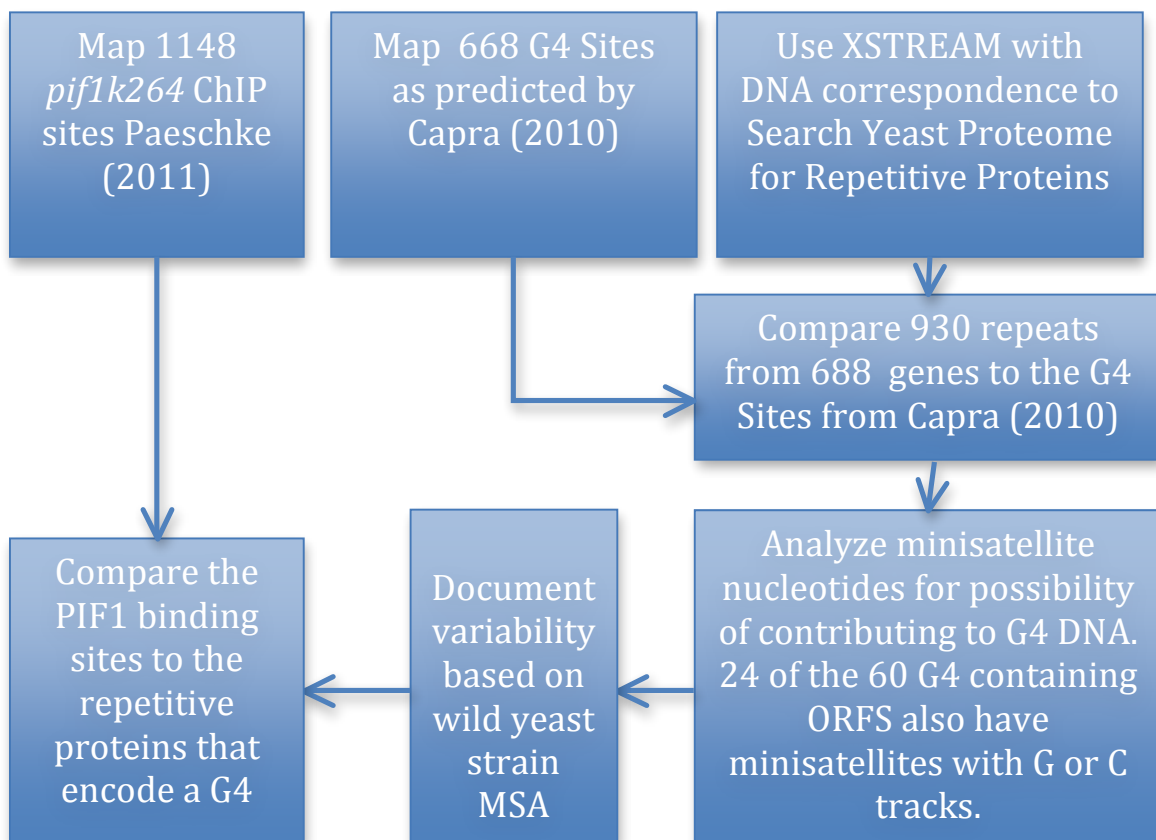 Map 1148
pif1k264 ChIP
sites Paeschke
(2011)
Map 668 G4 Sites
as predicted by
Capra (2010)
Use XSTREAM with
DNA correspondence to
Search Yeast Proteome
for Repetitive Proteins
Compare 930 repeats
from 688 genes to the G4
Sites from Capra (2010)
Analyze minisatellite
nucleotides for possibility
of contributing to G4 DNA.
24 of the 60 G4 containing
ORFS also have
minisatellites with G or C
tracks.
Document
variability
based on
wild yeast
strain
MSA
Compare the
PIF1 binding
sites to the
repetitive
proteins that
encode a G4